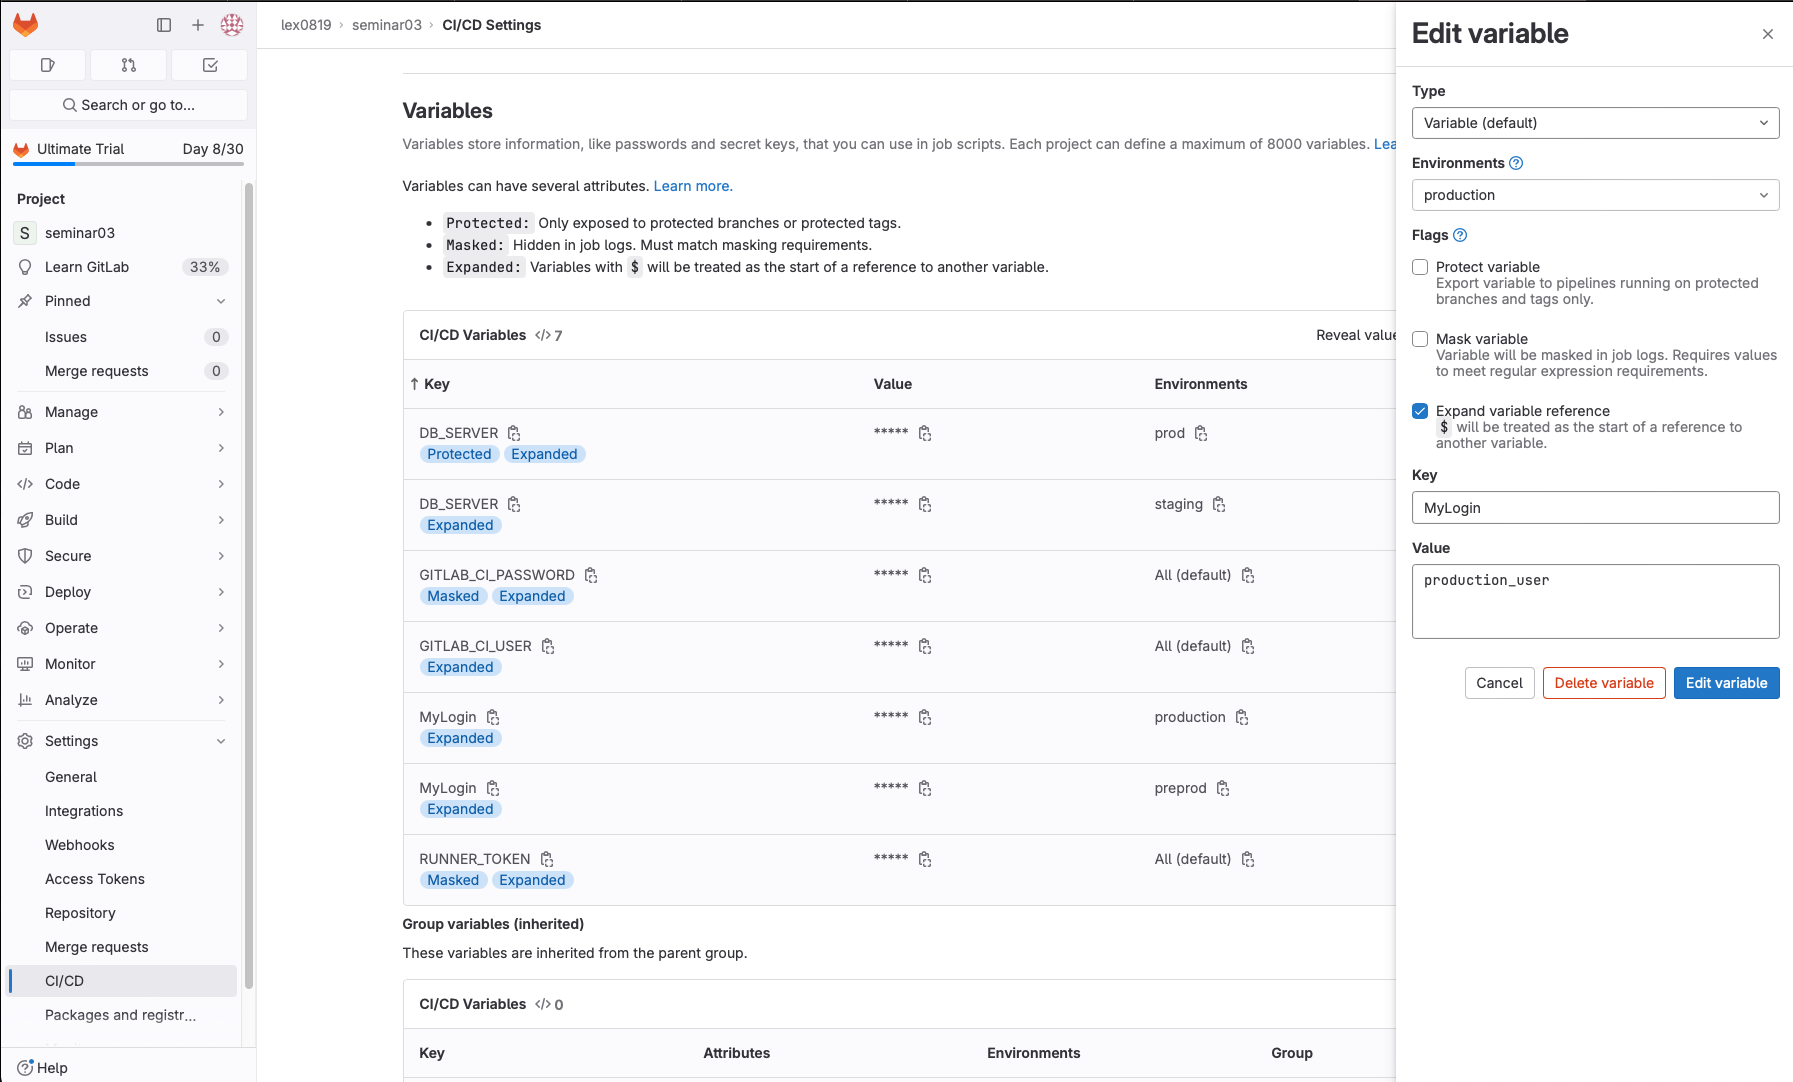 Search or go to...
Ultimate Trial
Day 8/30
Project
S
seminar03
Learn GitLab
33%
Pinned
Issues
0
Merge requests
0
Manage
Plan
Code
Build
Secure
Deploy
Operate
Monitor
Analyze
Settings
General
Integrations
Webhooks
Access Tokens
Repository
Merge requests
CI/CD
Packages and registr...
Help
lex0819 › seminar03 › CI/CD Settings
Variables
Variables store information, like passwords and secret keys, that you can use in job scripts. Each project can define a maximum of 8000 variables. Lea
Variables can have several attributes. Learn more.
• Protected: Only exposed to protected branches or protected tags.
• Masked: Hidden in job logs. Must match masking requirements.
• Expanded: Variables with $ will be treated as the start of a reference to another variable.
CI/CD Variables </> 7
Reveal value
↑ Key Value Environments
DB_SERVER ***** prod
Protected Expanded
DB_SERVER ***** staging
Expanded
GITLAB_CI_PASSWORD ***** All (default)
Masked Expanded
GITLAB_CI_USER ***** All (default)
Expanded
MyLogin ***** production
Expanded
MyLogin ***** preprod
Expanded
RUNNER_TOKEN ***** All (default)
Masked Expanded
Group variables (inherited)
These variables are inherited from the parent group.
CI/CD Variables </> 0
Key Attributes Environments Group
Edit variable
Type
Variable (default)
Environments
production
Flags
Protect variable
Export variable to pipelines running on protected
branches and tags only.
Mask variable
Variable will be masked in job logs. Requires values
to meet regular expression requirements.
Expand variable reference
$ will be treated as the start of a reference to
another variable.
Key
MyLogin
Value
production_user
Cancel
Delete variable
Edit variable